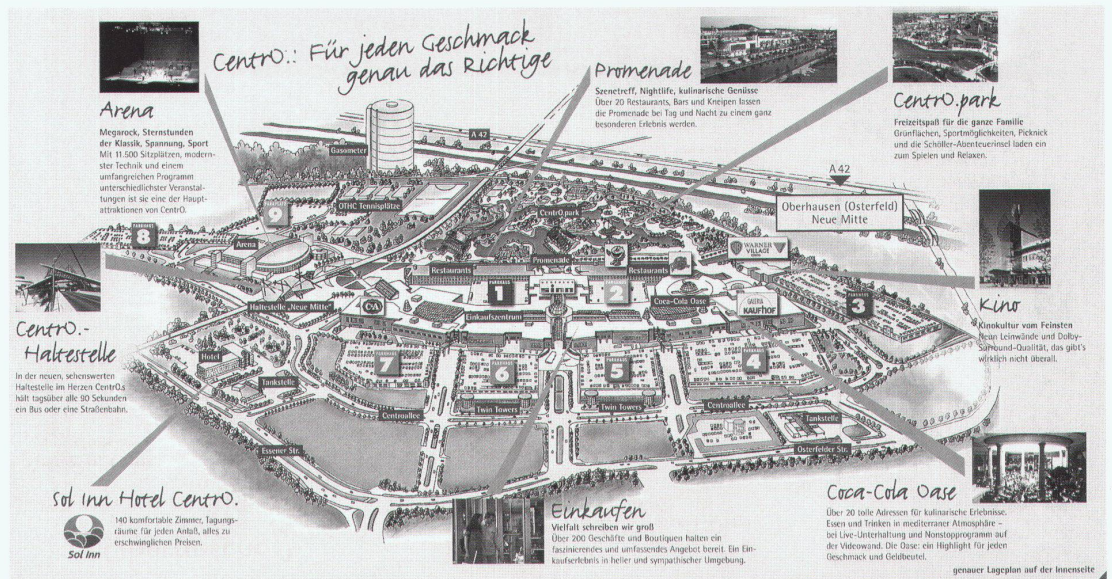 CentrO.: Für jeden Geschmack
genau das Richtige
Arena
Megarock, Sternstunden
der Klassik, Spannung, Sport
Mit 11.500 Sitzplätzen, modern-
ster Technik und einem
umfangreichen Programm
unterschiedlichster Veranstal-
tungen ist sie eine der Haupt-
attraktionen von CentrO.
Promenade
Szenetreff, Nightlife, kulinarische Genüsse
Über 20 Restaurants, Bars und Kneipen lassen
die Promenade bei Tag und Nacht zu einem ganz
besonderen Erlebnis werden.
CentrO.park
Freizeitspaß für die ganze Familie
Grünflächen, Sportmöglichkeiten, Picknick
und die Schöller-Abenteuerinsel laden ein
zum Spielen und Relaxen.
A 42
Gasometer
A 42
Oberhausen (Osterfeld)
Neue Mitte
OTHC Tennisplätze
PARKHAUS
9
PARKHAUS
8
Arena
CentrO.park
WARNER
VILLAGE
Promenade
Restaurants
Restaurants
PARKHAUS
1
sinn
PARKHAUS
2
Coca-Cola Oase
GALERIA
KAUFHOF
PARKHAUS
3
Haltestelle „Neue Mitte"
C&A
Einkaufszentrum
Kino
Kinokultur vom Feinsten
Neun Leinwände und Dolby-
Surround-Qualität, das gibt's
wirklich nicht überall.
CentrO.-
Haltestelle
In der neuen, sehenswerten
Haltestelle im Herzen CentrO.s
hält tagsüber alle 90 Sekunden
ein Bus oder eine Straßenbahn.
Hotel
PARKHAUS
7
PARKHAUS
6
PARKHAUS
5
PARKHAUS
4
Tankstelle
Twin Towers
Twin Towers
Centroallee
Centroallee
Tankstelle
Essener Str.
Osterfelder Str.
Sol Inn Hotel CentrO.
140 komfortable Zimmer, Tagungs-
räume für jeden Anlaß, alles zu
erschwinglichen Preisen.
Sol Inn
Einkaufen
Vielfalt schreiben wir groß
Über 200 Geschäfte und Boutiquen halten ein
faszinierendes und umfassendes Angebot bereit. Ein Ein-
kaufserlebnis in heller und sympathischer Umgebung.
Coca-Cola Oase
Über 20 tolle Adressen für kulinarische Erlebnisse.
Essen und Trinken in mediterraner Atmosphäre –
bei Live-Unterhaltung und Nonstopprogramm auf
der Videowand. Die Oase: ein Highlight für jeden
Geschmack und Geldbeutel.
genauer Lageplan auf der Innenseite